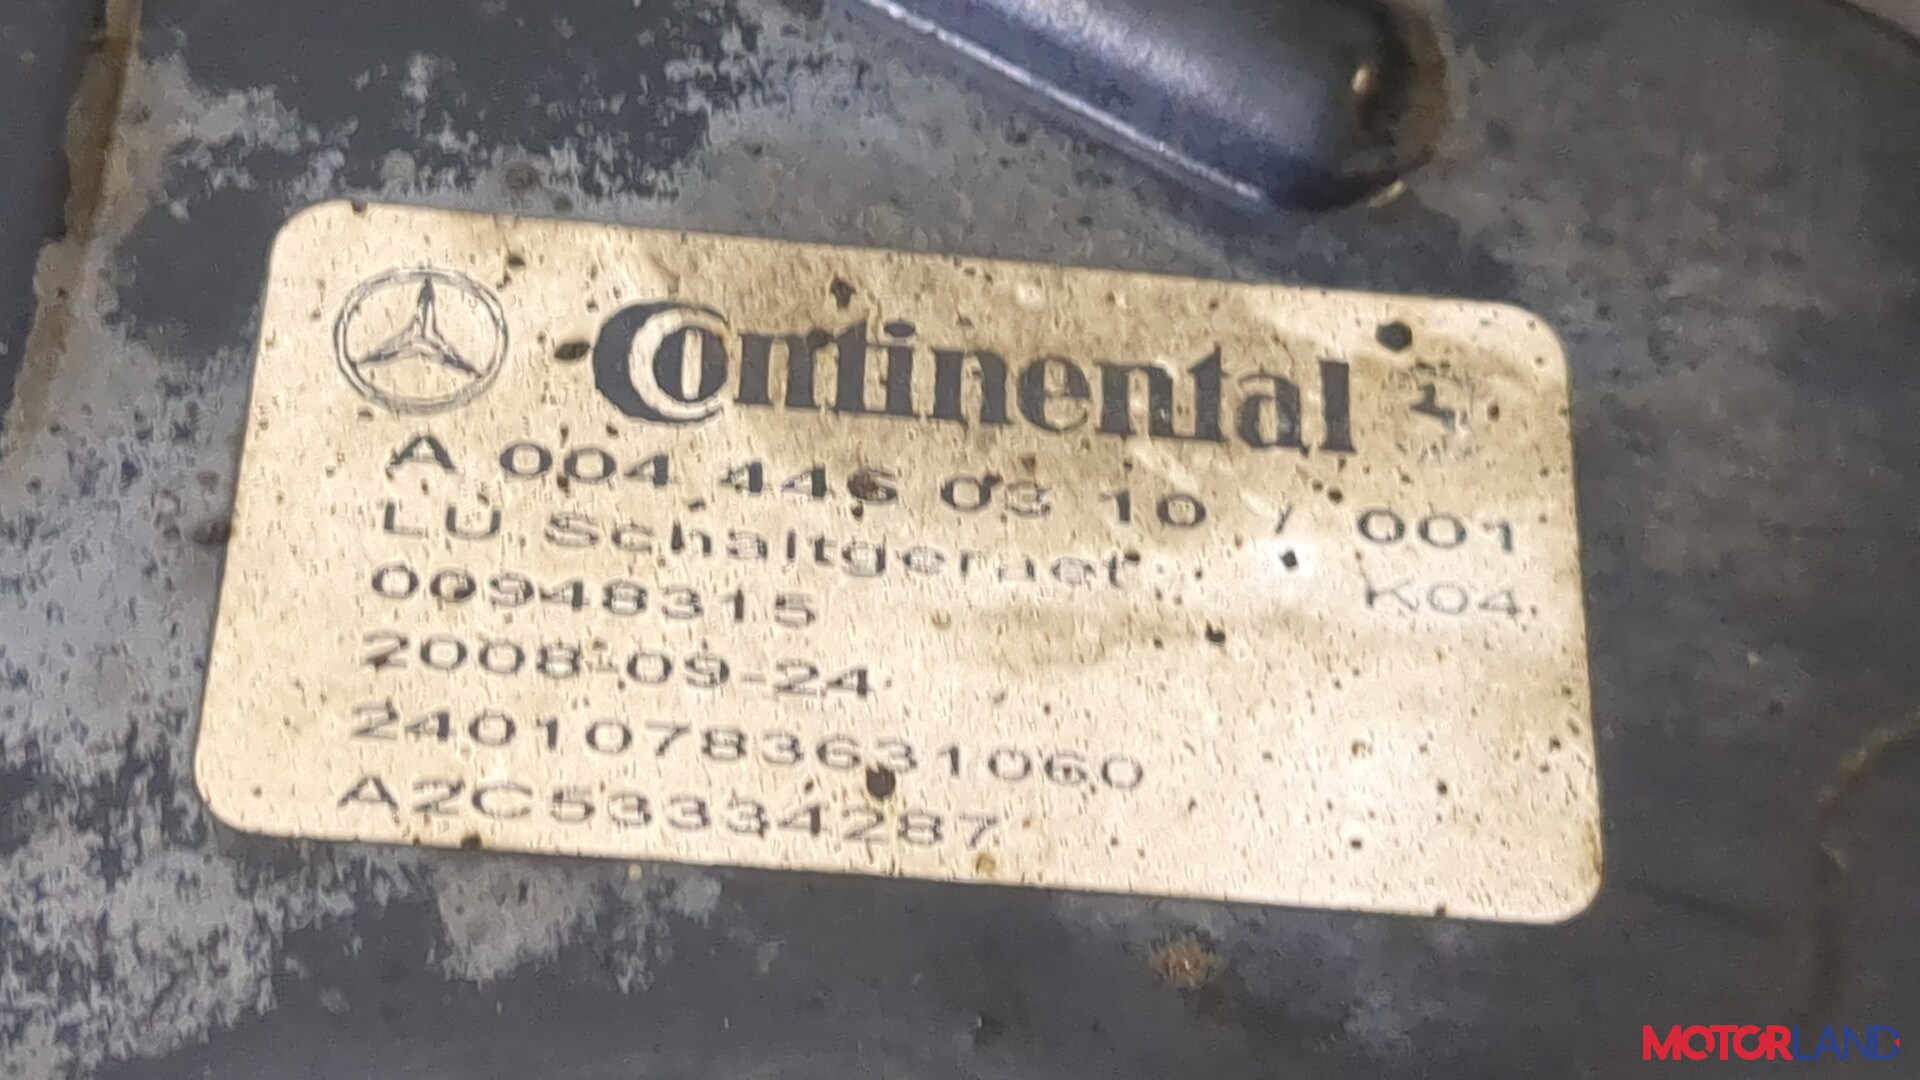 Continental
A 004 446 03 10 / 001
LU Schaltgeraet K04
00948315
2008-09-24
24010783631060
A2C53334287
MOTORLAND